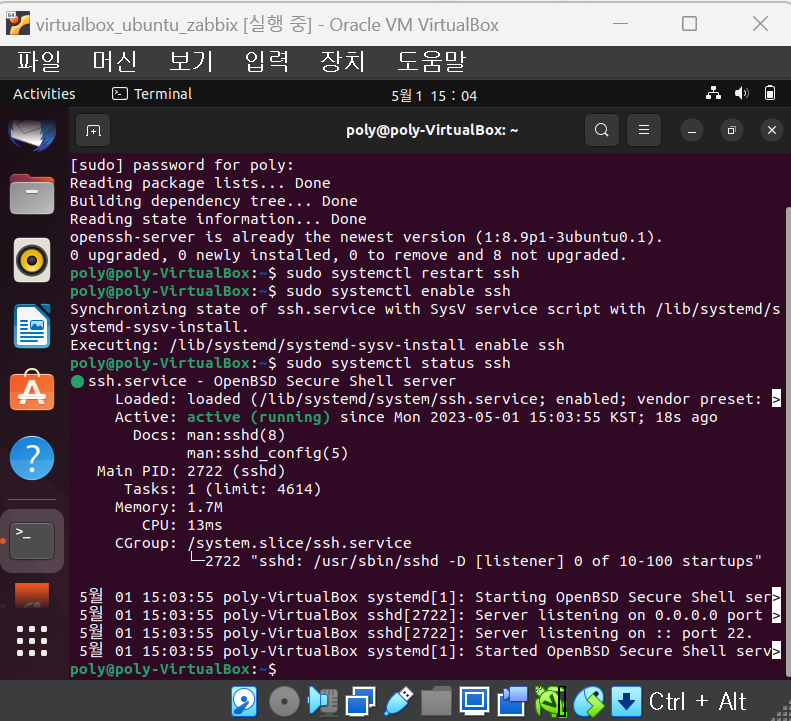 virtualbox_ubuntu_zabbix [실행 중] - Oracle VM VirtualBox
파일 머신 보기 입력 장치 도움말
Activities Terminal 5월 1 15 : 04
poly@poly-VirtualBox: ~
[sudo] password for poly:
Reading package lists... Done
Building dependency tree... Done
Reading state information... Done
openssh-server is already the newest version (1:8.9p1-3ubuntu0.1).
0 upgraded, 0 newly installed, 0 to remove and 8 not upgraded.
poly@poly-VirtualBox:~$ sudo systemctl restart ssh
poly@poly-VirtualBox:~$ sudo systemctl enable ssh
Synchronizing state of ssh.service with SysV service script with /lib/systemd/s
ystemd-sysv-install.
Executing: /lib/systemd/systemd-sysv-install enable ssh
poly@poly-VirtualBox:~$ sudo systemctl status ssh
● ssh.service - OpenBSD Secure Shell server
Loaded: loaded (/lib/systemd/system/ssh.service; enabled; vendor preset: >
Active: active (running) since Mon 2023-05-01 15:03:55 KST; 18s ago
Docs: man:sshd(8)
man:sshd_config(5)
Main PID: 2722 (sshd)
Tasks: 1 (limit: 4614)
Memory: 1.7M
CPU: 13ms
CGroup: /system.slice/ssh.service
└─2722 "sshd: /usr/sbin/sshd -D [listener] 0 of 10-100 startups"
5월 01 15:03:55 poly-VirtualBox systemd[1]: Starting OpenBSD Secure Shell ser>
5월 01 15:03:55 poly-VirtualBox sshd[2722]: Server listening on 0.0.0.0 port >
5월 01 15:03:55 poly-VirtualBox sshd[2722]: Server listening on :: port 22.
5월 01 15:03:55 poly-VirtualBox systemd[1]: Started OpenBSD Secure Shell serv>
poly@poly-VirtualBox:~$
Ctrl + Alt